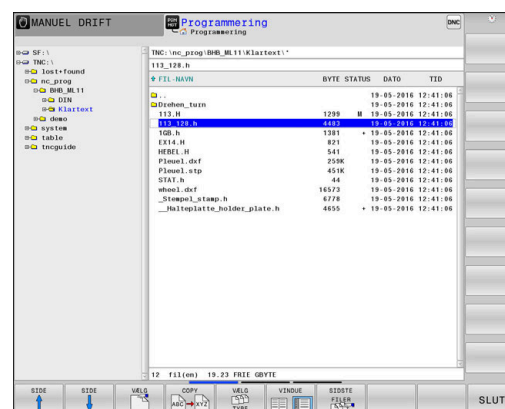 MANUEL DRIFT
PGM MGT Programmering
Programmering
DNC
SF:\
TNC:\
lost+found
nc_prog
BHB_ML11
DIN
Klartext
demo
system
table
tncguide
TNC:\nc_prog\BHB_ML11\Klartext\*
113_128.h
FIL-NAVN BYTE STATUS DATO TID
.. 19-05-2016 12:41:06
Drehen_turn 19-05-2016 12:41:06
113.H 1299 M 19-05-2016 12:41:06
113_128.h 4403 19-05-2016 12:41:06
1GB.h 1381 + 19-05-2016 12:41:06
EX14.H 821 19-05-2016 12:41:06
HEBEL.H 541 19-05-2016 12:41:06
Pleuel.dxf 259K 19-05-2016 12:41:06
Pleuel.stp 451K 19-05-2016 12:41:06
STAT.h 44 19-05-2016 12:41:06
wheel.dxf 16573 19-05-2016 12:41:06
_Stempel_stamp.h 6778 19-05-2016 12:41:06
__Halteplatte_holder_plate.h 4655 + 19-05-2016 12:41:06
12 fil(en) 19.23 FRIE GBYTE
SIDE
SIDE
VÆLG
COPY
ABC XYZ
VÆLG
TYPE
VINDUE
SIDSTE
FILER
SLUT